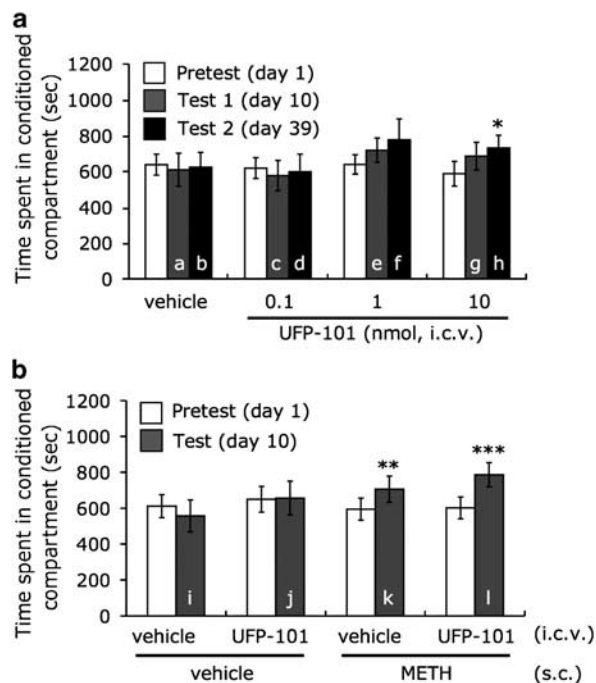 a
Time spent in conditioned
compartment (sec)
1200
1000
800
600
400
200
0
Pretest (day 1)
Test 1 (day 10)
Test 2 (day 39)
*
a b c d e f g h
vehicle 0.1 1 10
UFP-101 (nmol, i.c.v.)
b
Time spent in conditioned
compartment (sec)
1200
1000
800
600
400
200
0
Pretest (day 1)
Test (day 10)
** ***
i j k l
vehicle UFP-101 vehicle UFP-101 (i.c.v.)
vehicle METH (s.c.)